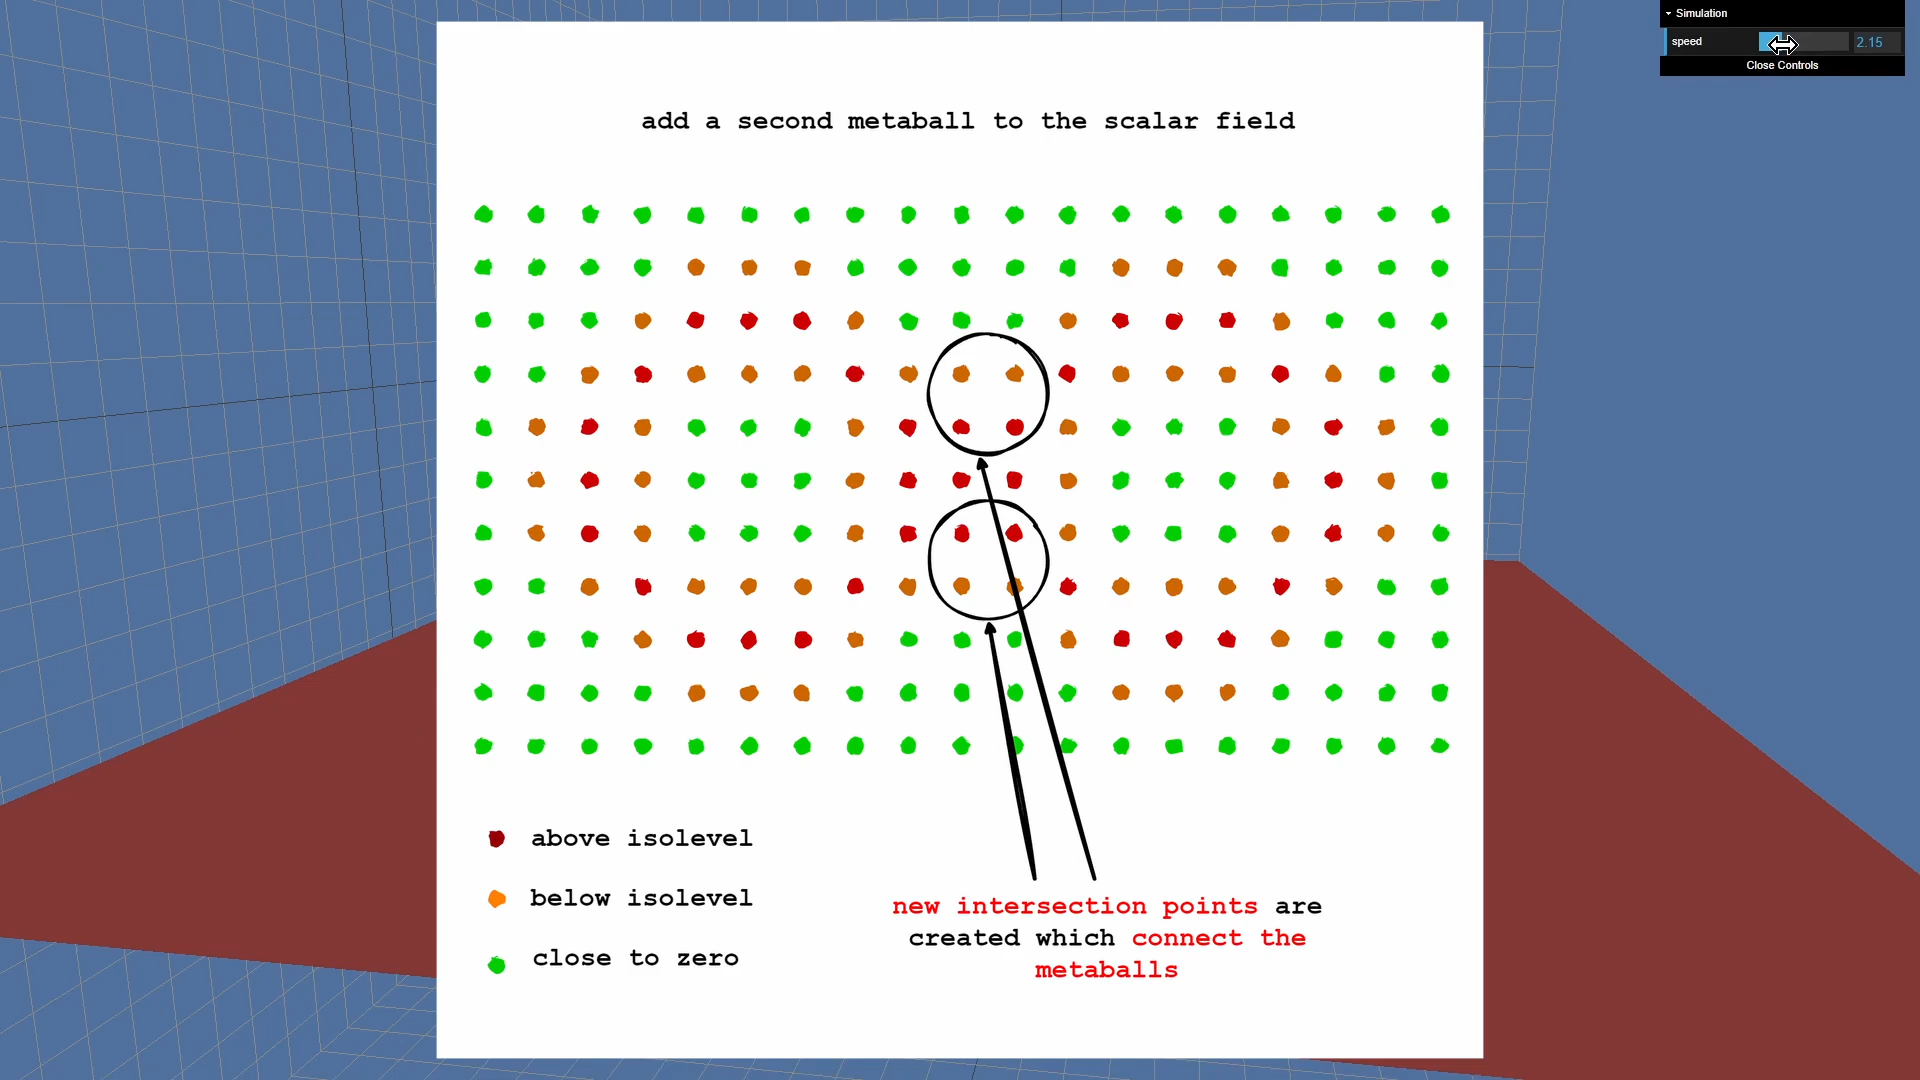 Simulation
speed
2.15
Close Controls
add a second metaball to the scalar field
above isolevel
below isolevel
close to zero
new intersection points are
created which connect the
metaballs